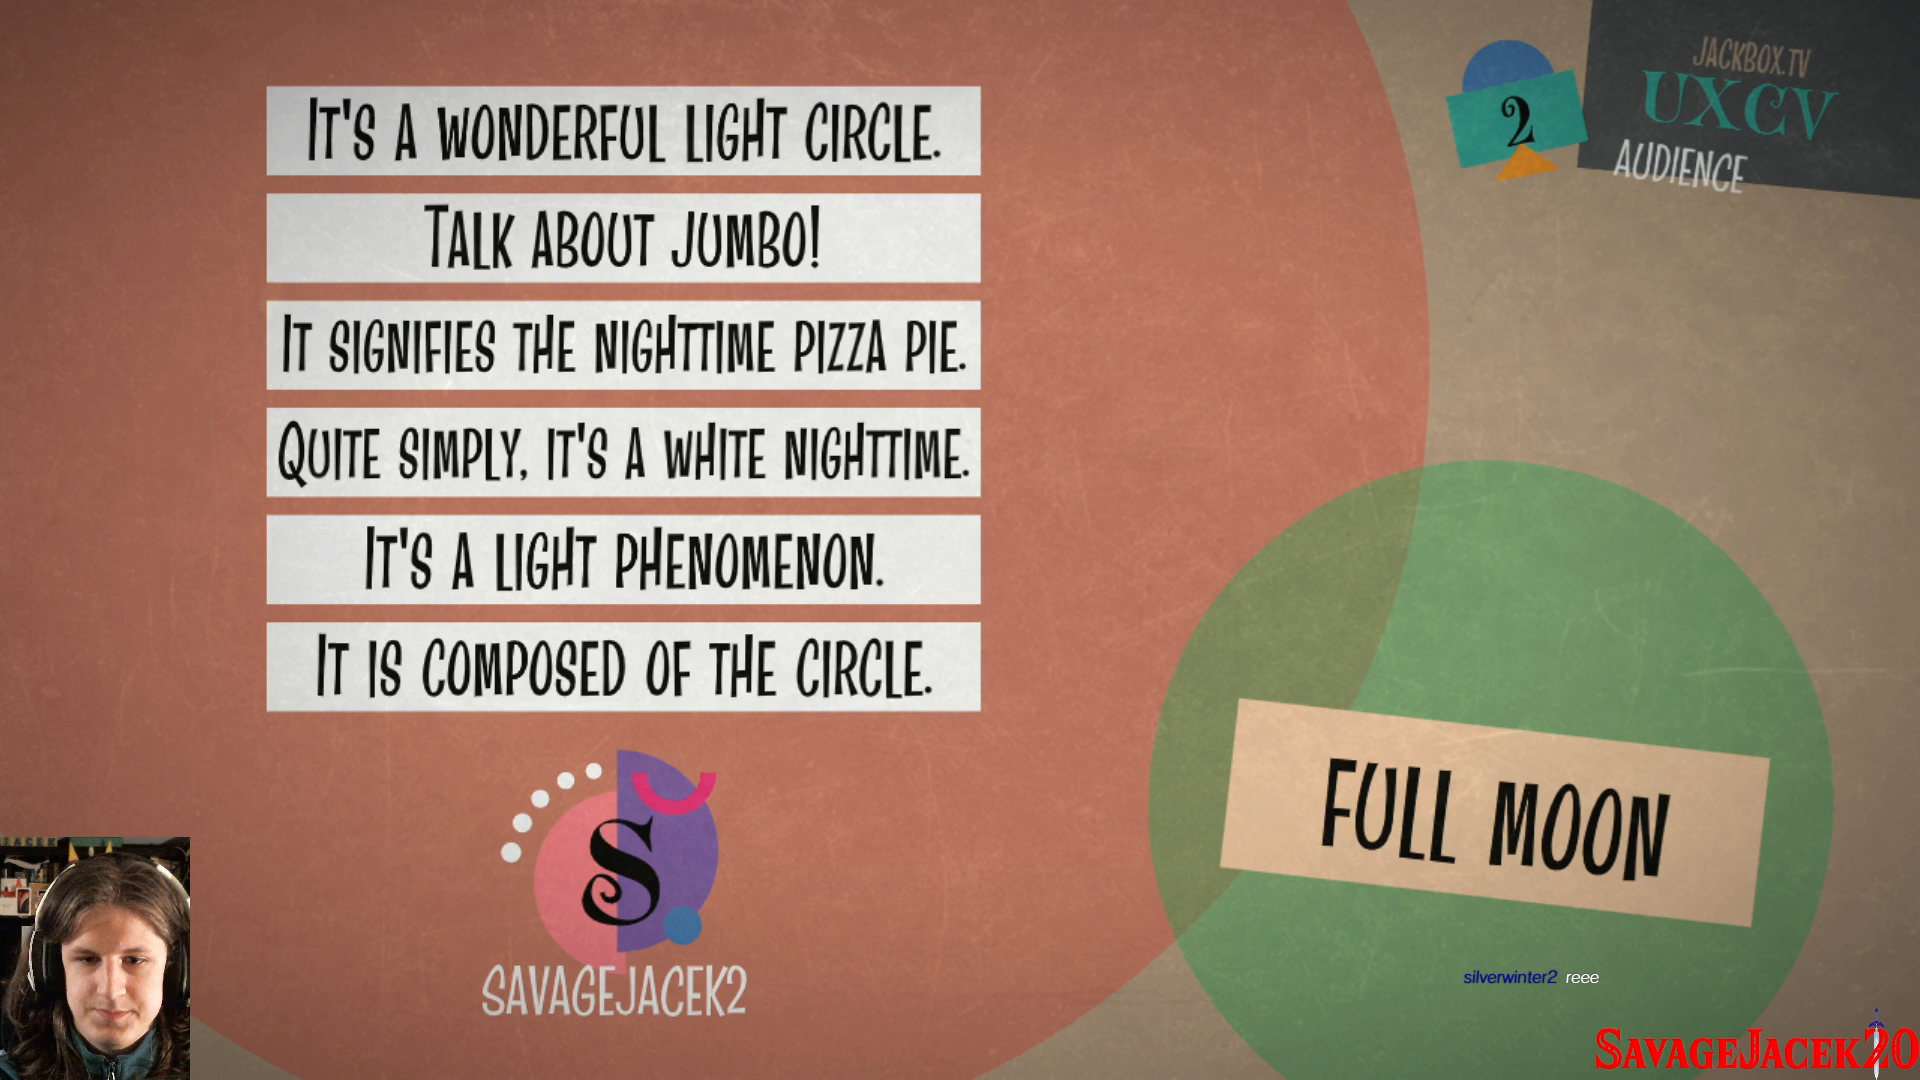 IT'S A WONDERFUL LIGHT CIRCLE.
TALK ABOUT JUMBO!
IT SIGNIFIES THE NIGHTTIME PIZZA PIE.
QUITE SIMPLY, IT'S A WHITE NIGHTTIME.
IT'S A LIGHT PHENOMENON.
IT IS COMPOSED OF THE CIRCLE.
S
SAVAGEJACEK2
2
JACKBOX.TV
UXCV
AUDIENCE
FULL MOON
silverwinter2 reee
SAVAGEJACEK20